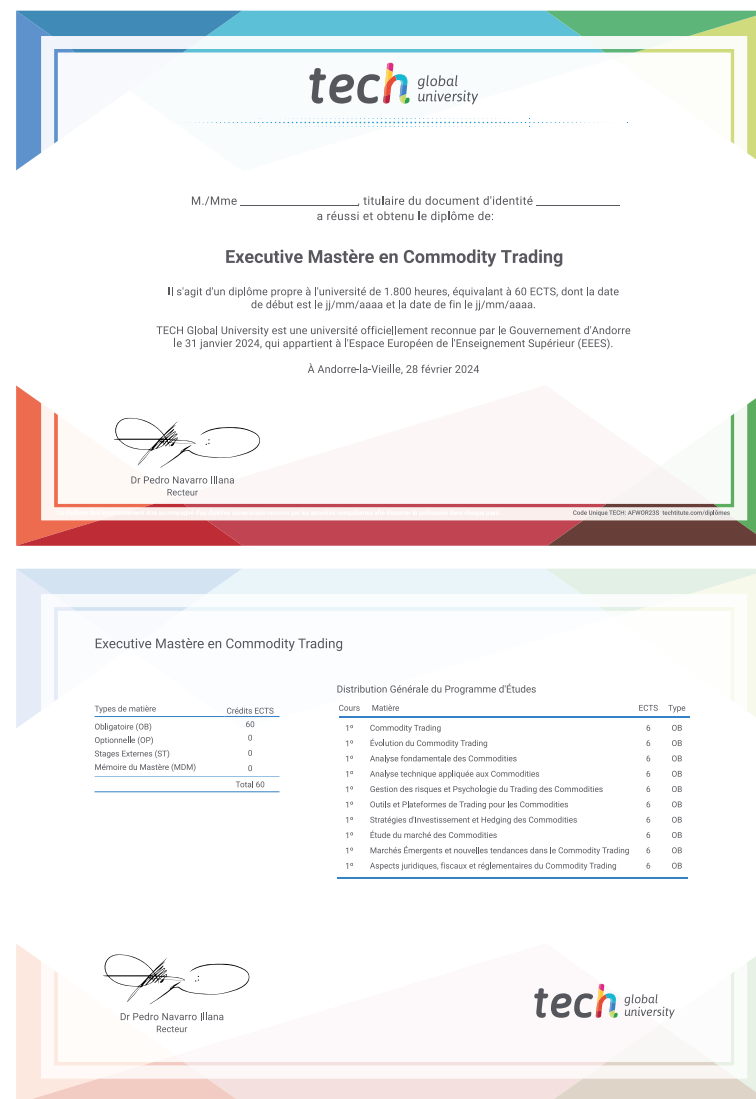 tech global university
M./Mme ____________________, titulaire du document d'identité ______________
a réussi et obtenu le diplôme de:
Executive Mastère en Commodity Trading
Il s'agit d'un diplôme propre à l'université de 1.800 heures, équivalant à 60 ECTS, dont la date
de début est le jj/mm/aaaa et la date de fin le jj/mm/aaaa.
TECH Global University est une université officiellement reconnue par le Gouvernement d'Andorre
le 31 janvier 2024, qui appartient à l'Espace Européen de l'Enseignement Supérieur (EEES).
À Andorre-la-Vieille, 28 février 2024
Dr Pedro Navarro Illana
Recteur
Code Unique TECH: AFWOR23S techtitute.com/diplômes
Executive Mastère en Commodity Trading
Types de matière Crédits ECTS
Obligatoire (OB) 60
Optionnelle (OP) 0
Stages Externes (ST) 0
Mémoire du Mastère (MDM) 0
Total 60
Distribution Générale du Programme d'Études
Cours Matière ECTS Type
1º Commodity Trading 6 OB
1º Évolution du Commodity Trading 6 OB
1º Analyse fondamentale des Commodities 6 OB
1º Analyse technique appliquée aux Commodities 6 OB
1º Gestion des risques et Psychologie du Trading des Commodities 6 OB
1º Outils et Plateformes de Trading pour les Commodities 6 OB
1º Stratégies d'Investissement et Hedging des Commodities 6 OB
1º Étude du marché des Commodities 6 OB
1º Marchés Émergents et nouvelles tendances dans le Commodity Trading 6 OB
1º Aspects juridiques, fiscaux et réglementaires du Commodity Trading 6 OB
Dr Pedro Navarro Illana
Recteur
tech global university